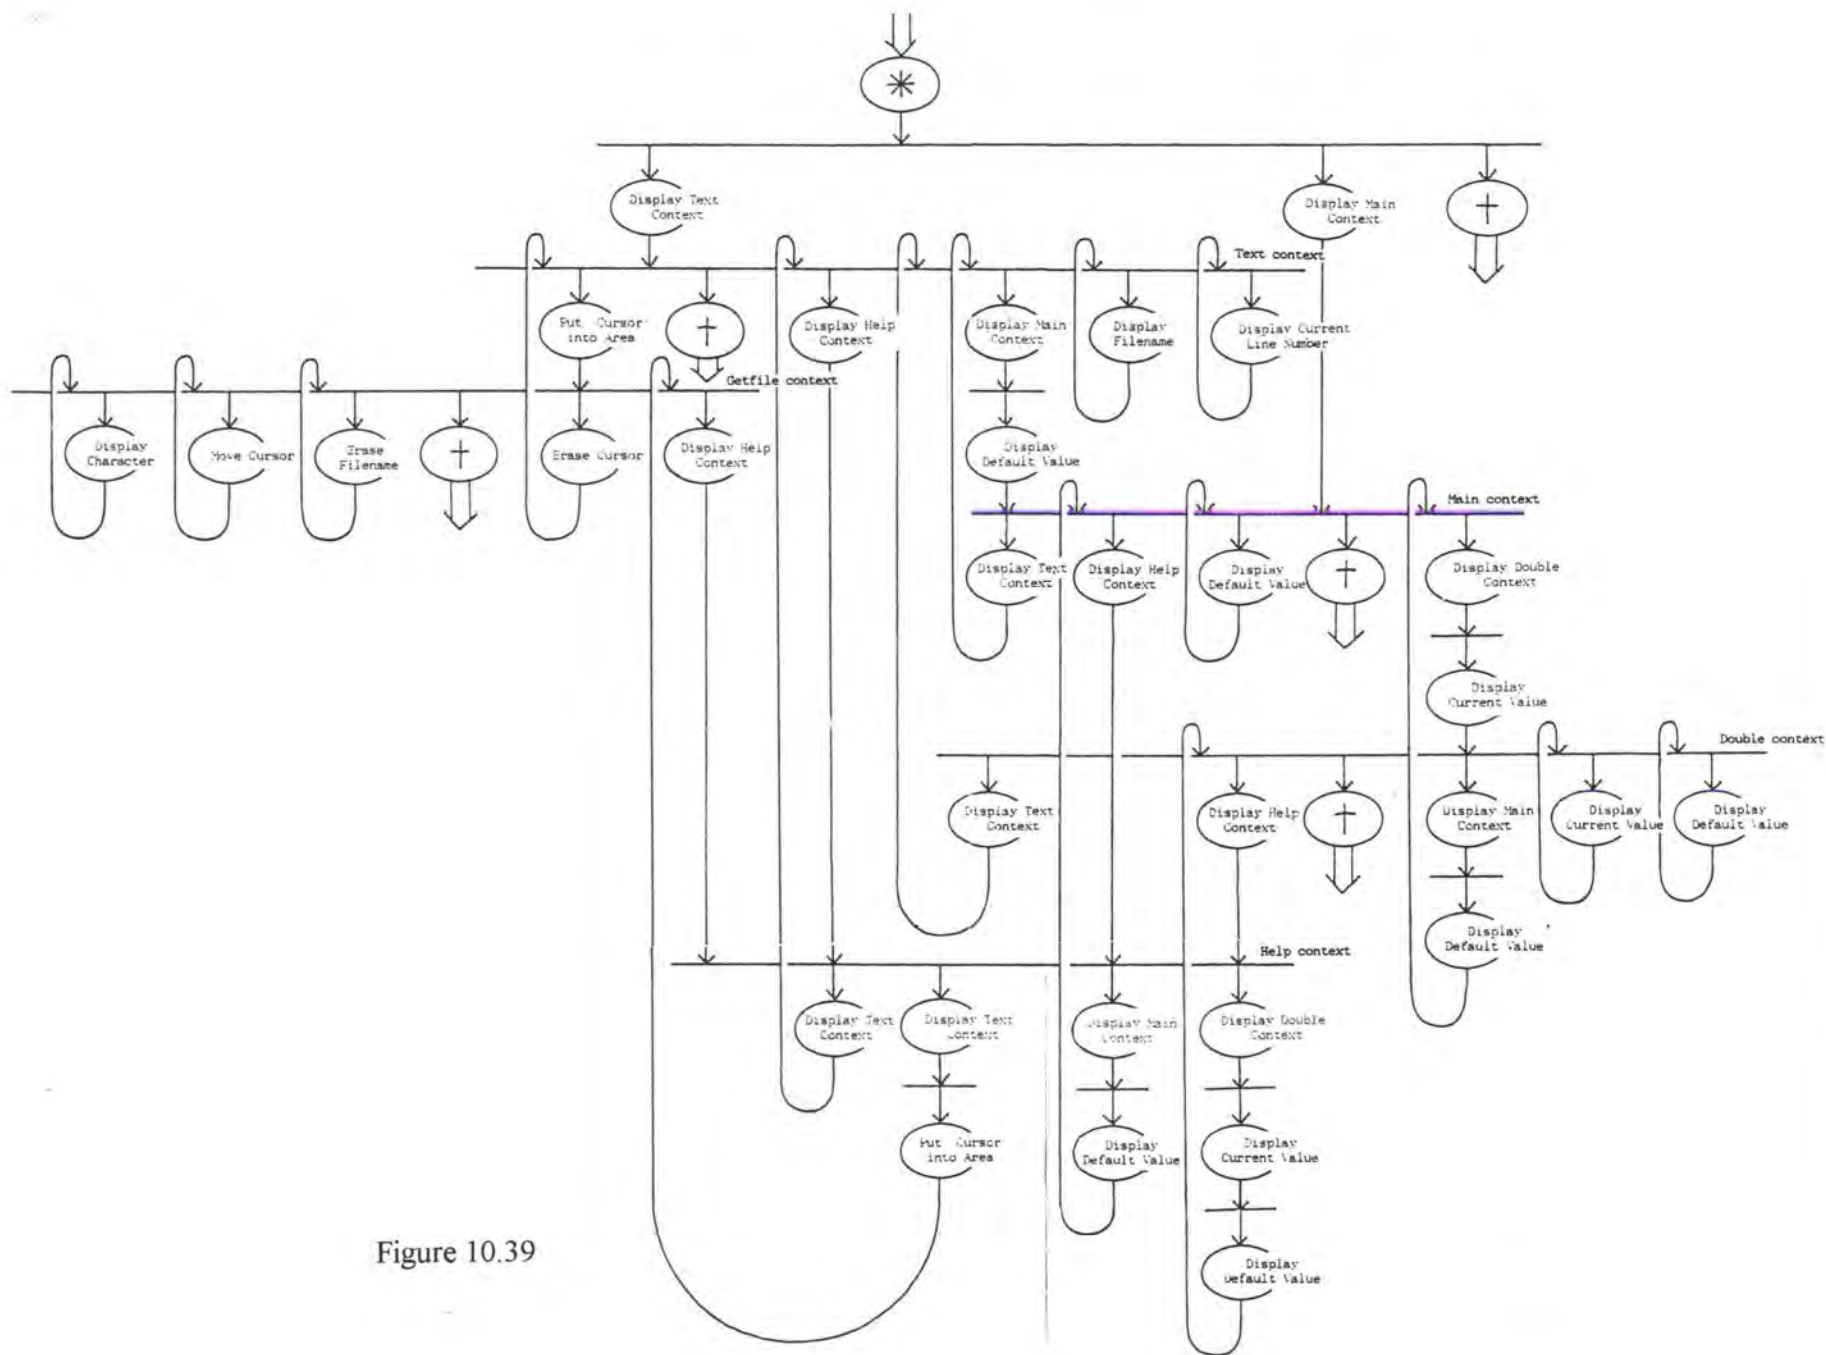 Display Text
Context
Display Main
Context
Text context
Put Cursor
into Area
Display Help
Context
Display Main
Context
Display
Filename
Display Current
Line Number
Getfile context
Display
Character
Move Cursor
Erase
Filename
Erase Cursor
Display Help
Context
Display
Default Value
Main context
Display Text
Context
Display Help
Context
Display
Default Value
Display Double
Context
Display
Current Value
Double context
Display Text
Context
Display Help
Context
Display Main
Context
Display
Current Value
Display
Default Value
Display
Default Value
Help context
Display Text
Context
Display Text
Context
Display Main
Context
Display Double
Context
Put Cursor
into Area
Display
Default Value
Display
Current Value
Display
Default Value
Figure 10.39